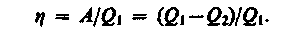 η = A/Q₁ = (Q₁−Q₂)/Q₁.